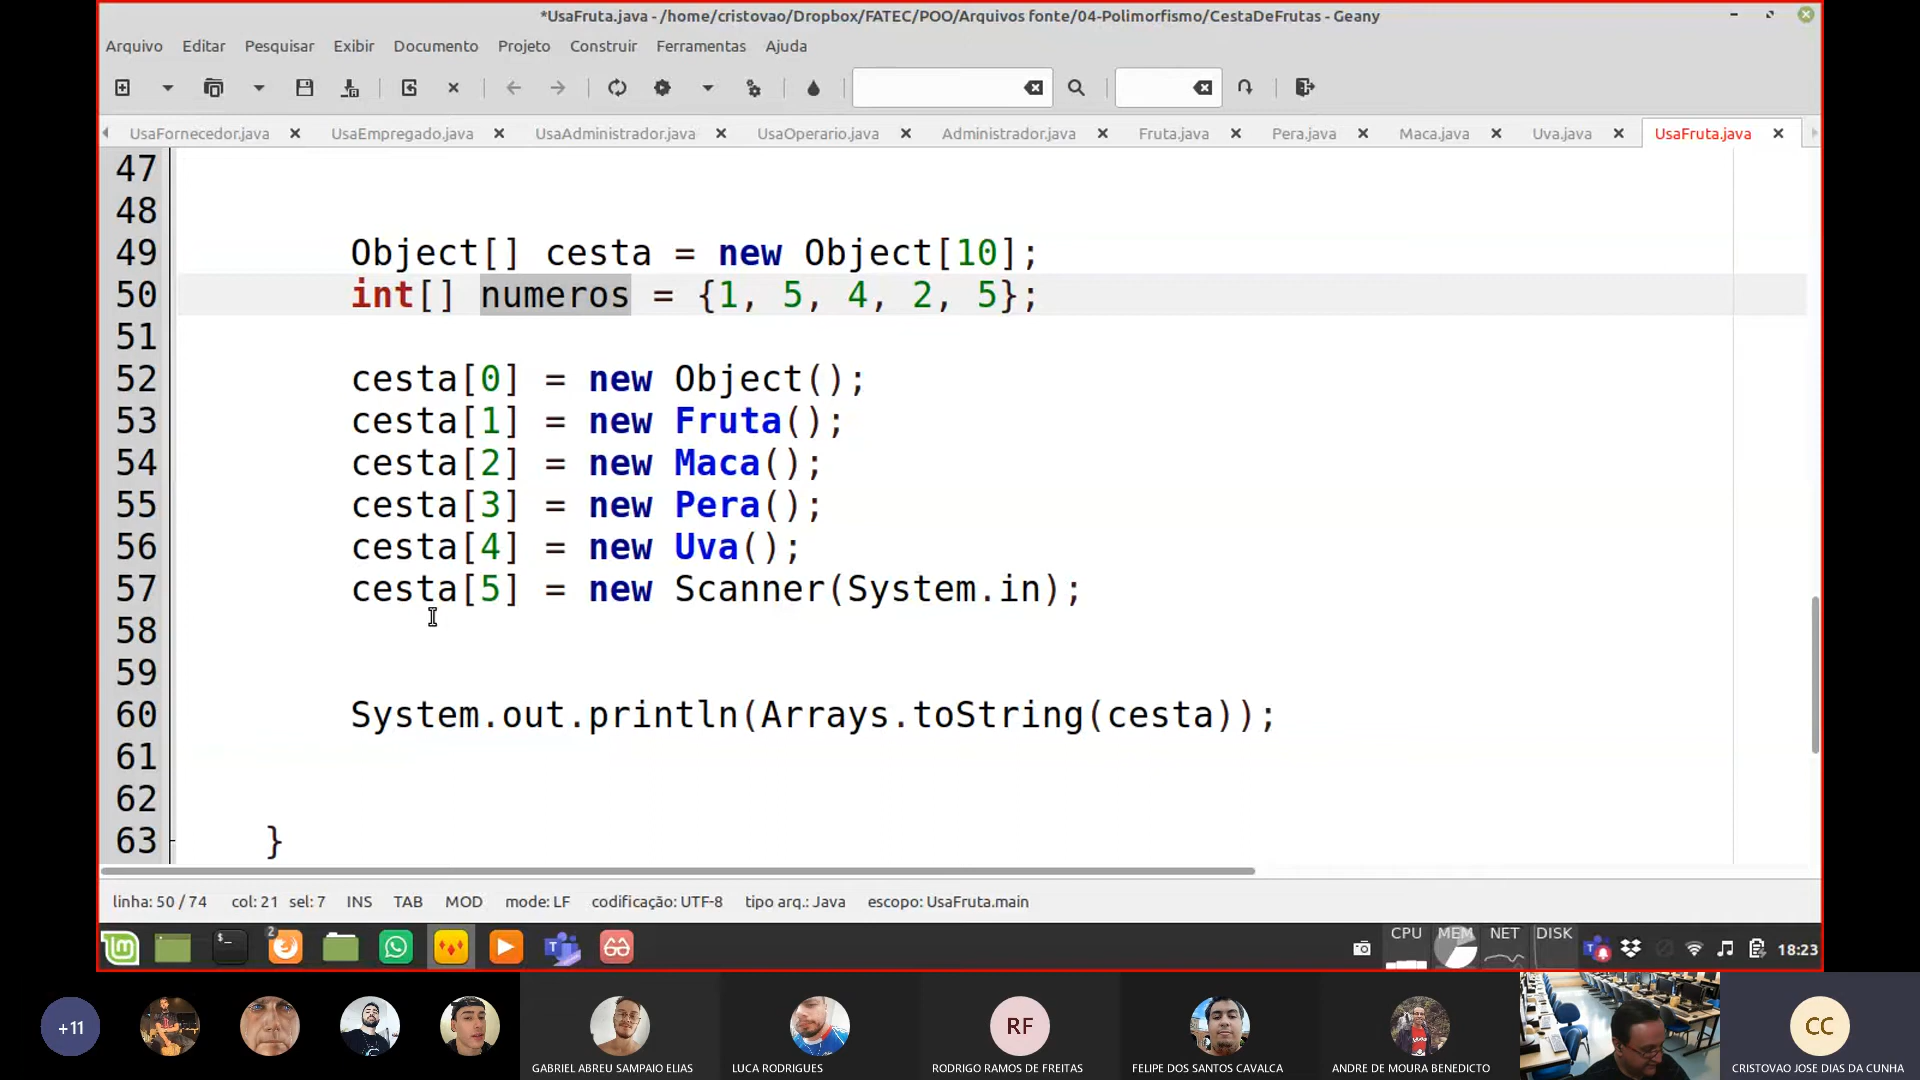 *UsaFruta.java - /home/cristovao/Dropbox/FATEC/POO/Arquivos fonte/04-Polimorfismo/CestaDeFrutas - Geany
Arquivo Editar Pesquisar Exibir Documento Projeto Construir Ferramentas Ajuda
UsaFornecedor.java UsaEmpregado.java UsaAdministrador.java UsaOperario.java Administrador.java Fruta.java Pera.java Maca.java Uva.java UsaFruta.java
47
48
49 Object[] cesta = new Object[10];
50 int[] numeros = {1, 5, 4, 2, 5};
51
52 cesta[0] = new Object();
53 cesta[1] = new Fruta();
54 cesta[2] = new Maca();
55 cesta[3] = new Pera();
56 cesta[4] = new Uva();
57 cesta[5] = new Scanner(System.in);
58
59
60 System.out.println(Arrays.toString(cesta));
61
62
63 }
linha: 50 / 74 col: 21 sel: 7 INS TAB MOD mode: LF codificação: UTF-8 tipo arq.: Java escopo: UsaFruta.main
2 CPU MEM NET DISK 18:23
+11 RF CC
GABRIEL ABREU SAMPAIO ELIAS LUCA RODRIGUES RODRIGO RAMOS DE FREITAS FELIPE DOS SANTOS CAVALCA ANDRE DE MOURA BENEDICTO CRISTOVAO JOSE DIAS DA CUNHA